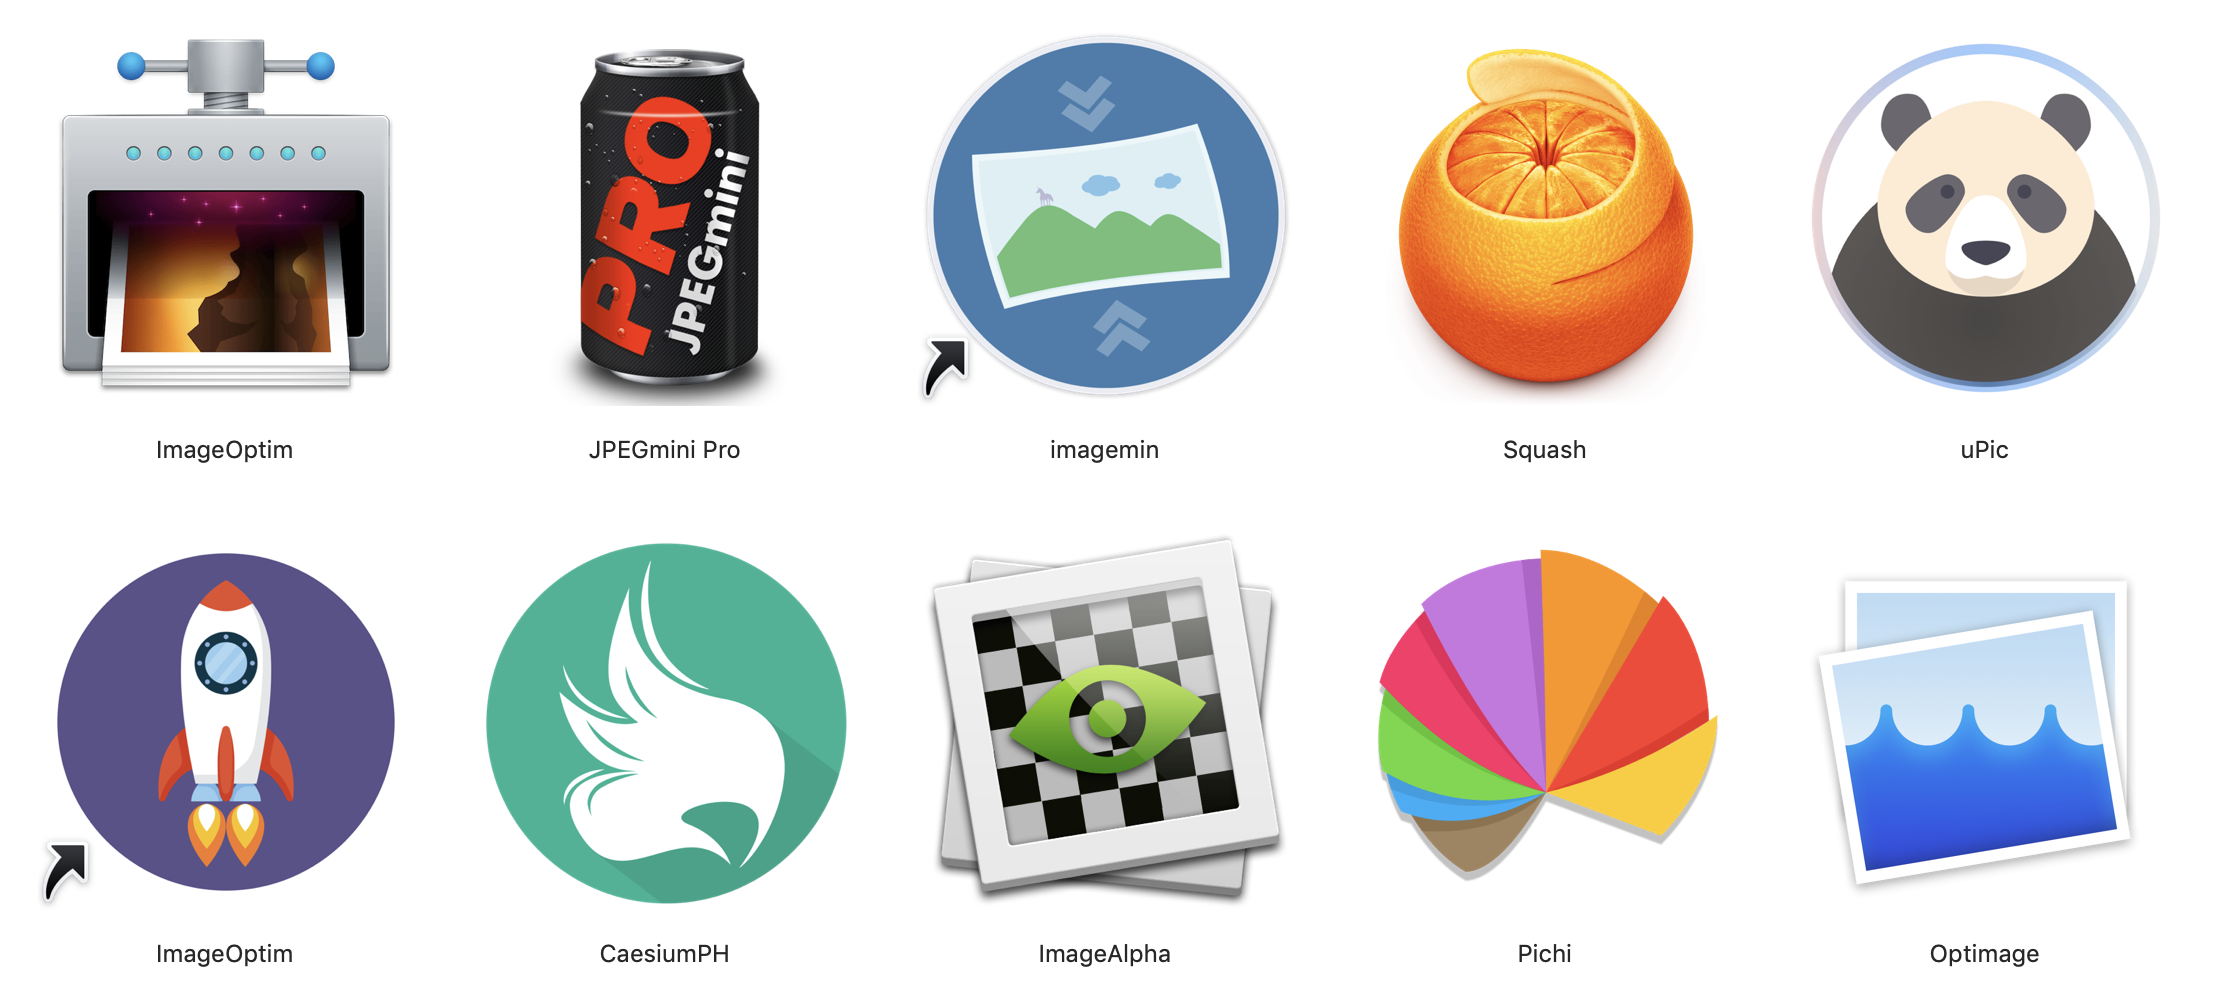 PRO
JPEGmini
ImageOptim
JPEGmini Pro
imagemin
Squash
uPic
ImageOptim
CaesiumPH
ImageAlpha
Pichi
Optimage